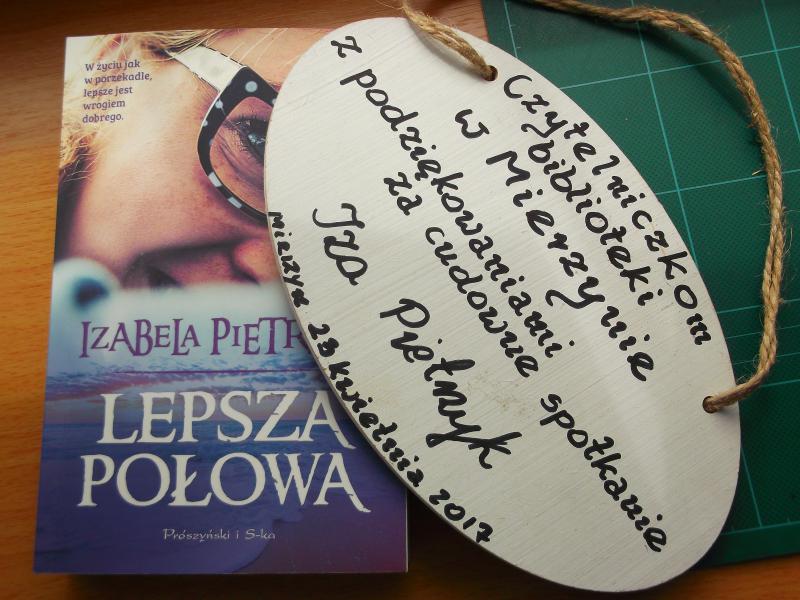 W życiu jak
w porzekadle,
lepsze jest
wrogiem
dobrego.
IZABELA PIETR
LEPSZA
POŁOWA
Prószyński i S-ka
Czytelniczkom
biblioteki
w Mierzynie
z podziękowaniami
za cudowne spotkanie
Iza Pietrzyk
Mierzyn 28 kwietnia 2017